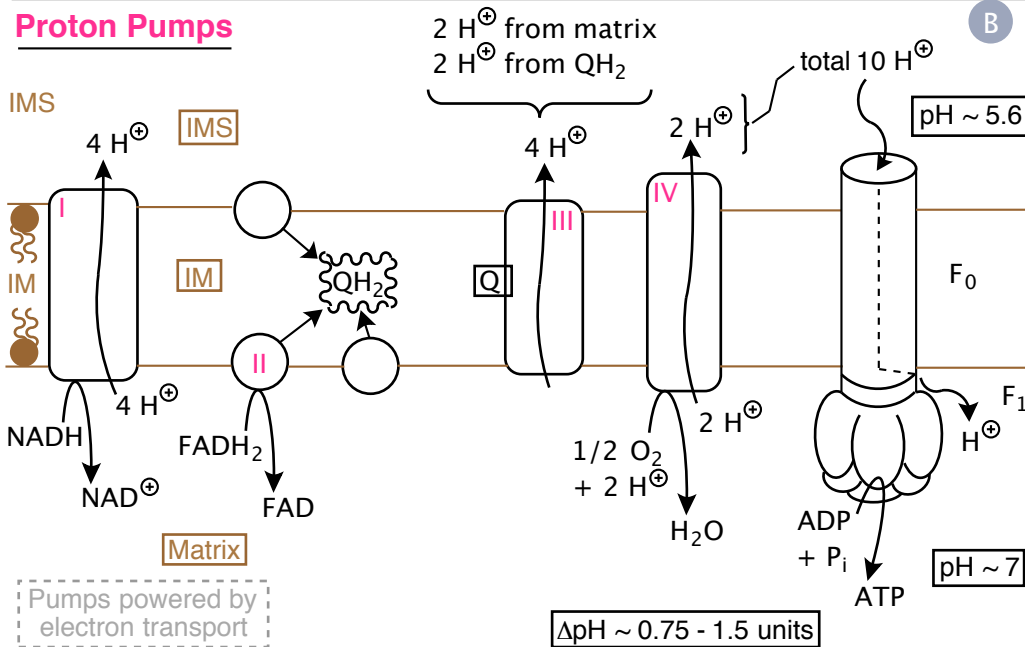 Proton Pumps
B
2 H⊕ from matrix
2 H⊕ from QH₂
total 10 H⊕
IMS
IMS
pH ~ 5.6
4 H⊕
4 H⊕
2 H⊕
I
III
IV
IM
IM
QH₂
Q
F₀
II
4 H⊕
2 H⊕
F₁
NADH
FADH₂
1/2 O₂
+ 2 H⊕
H⊕
NAD⊕
FAD
H₂O
ADP
+ Pᵢ
ATP
Matrix
pH ~ 7
Pumps powered by
electron transport
ΔpH ~ 0.75 - 1.5 units